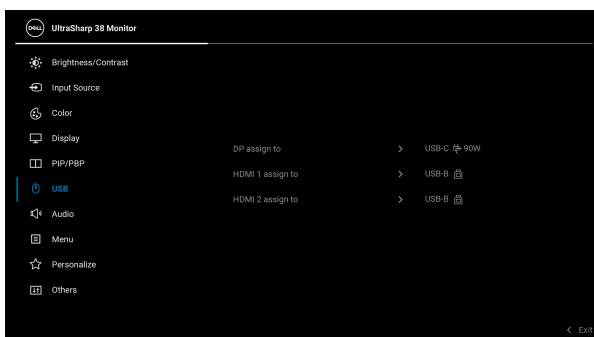 DELL UltraSharp 38 Monitor
Brightness/Contrast
Input Source
Color
Display
DP assign to > USB-C 90W
PIP/PBP
HDMI 1 assign to > USB-B
USB
HDMI 2 assign to > USB-B
Audio
Menu
Personalize
Others
< Exit